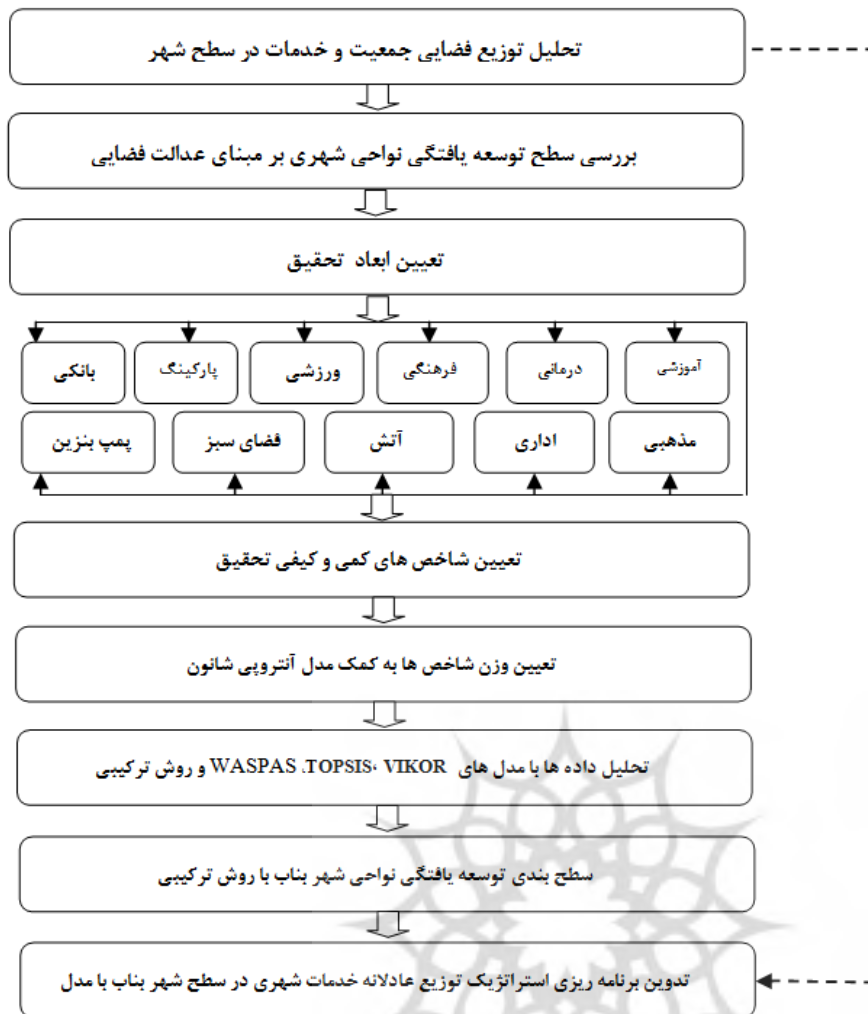 تحلیل توزیع فضایی جمعیت و خدمات در سطح شهر
بررسی سطح توسعه یافتگی نواحی شهری بر مبنای عدالت فضایی
تعیین ابعاد تحقیق
آموزشی
درمانی
فرهنگی
ورزشی
پارکینگ
بانکی
مذهبی
اداری
آتش
فضای سبز
پمپ بنزین
تعیین شاخص های کمی و کیفی تحقیق
تعیین وزن شاخص ها به کمک مدل آنتروپی شانون
تحلیل داده ها با مدل های WASPAS ،TOPSIS، VIKOR و روش ترکیبی
سطح بندی توسعه یافتگی نواحی شهر بناب با روش ترکیبی
تدوین برنامه ریزی استراتژیک توزیع عادلانه خدمات شهری در سطح شهر بناب با مدل